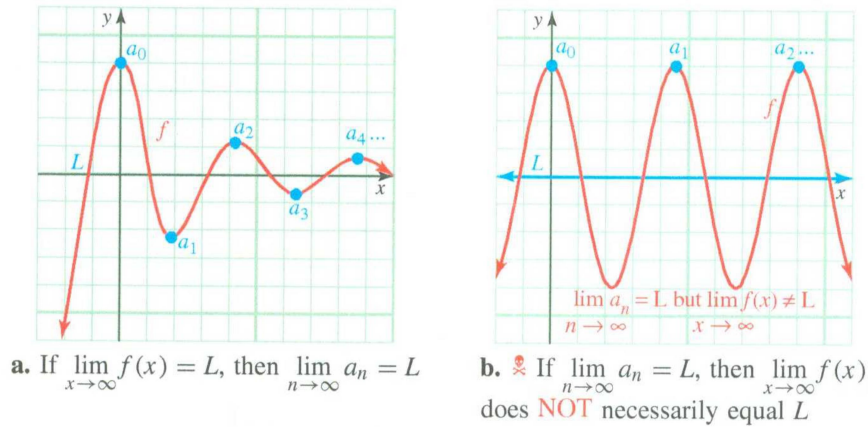 y
a₀
f
a₂
a₄...
L
x
a₃
a₁
a. If lim f(x) = L, then lim aₙ = L
x→∞ n→∞
y
a₀ a₁ a₂...
f
L
x
lim aₙ = L but lim f(x) ≠ L
n → ∞ x → ∞
b. ☠ If lim aₙ = L, then lim f(x)
n→∞ x→∞
does NOT necessarily equal L